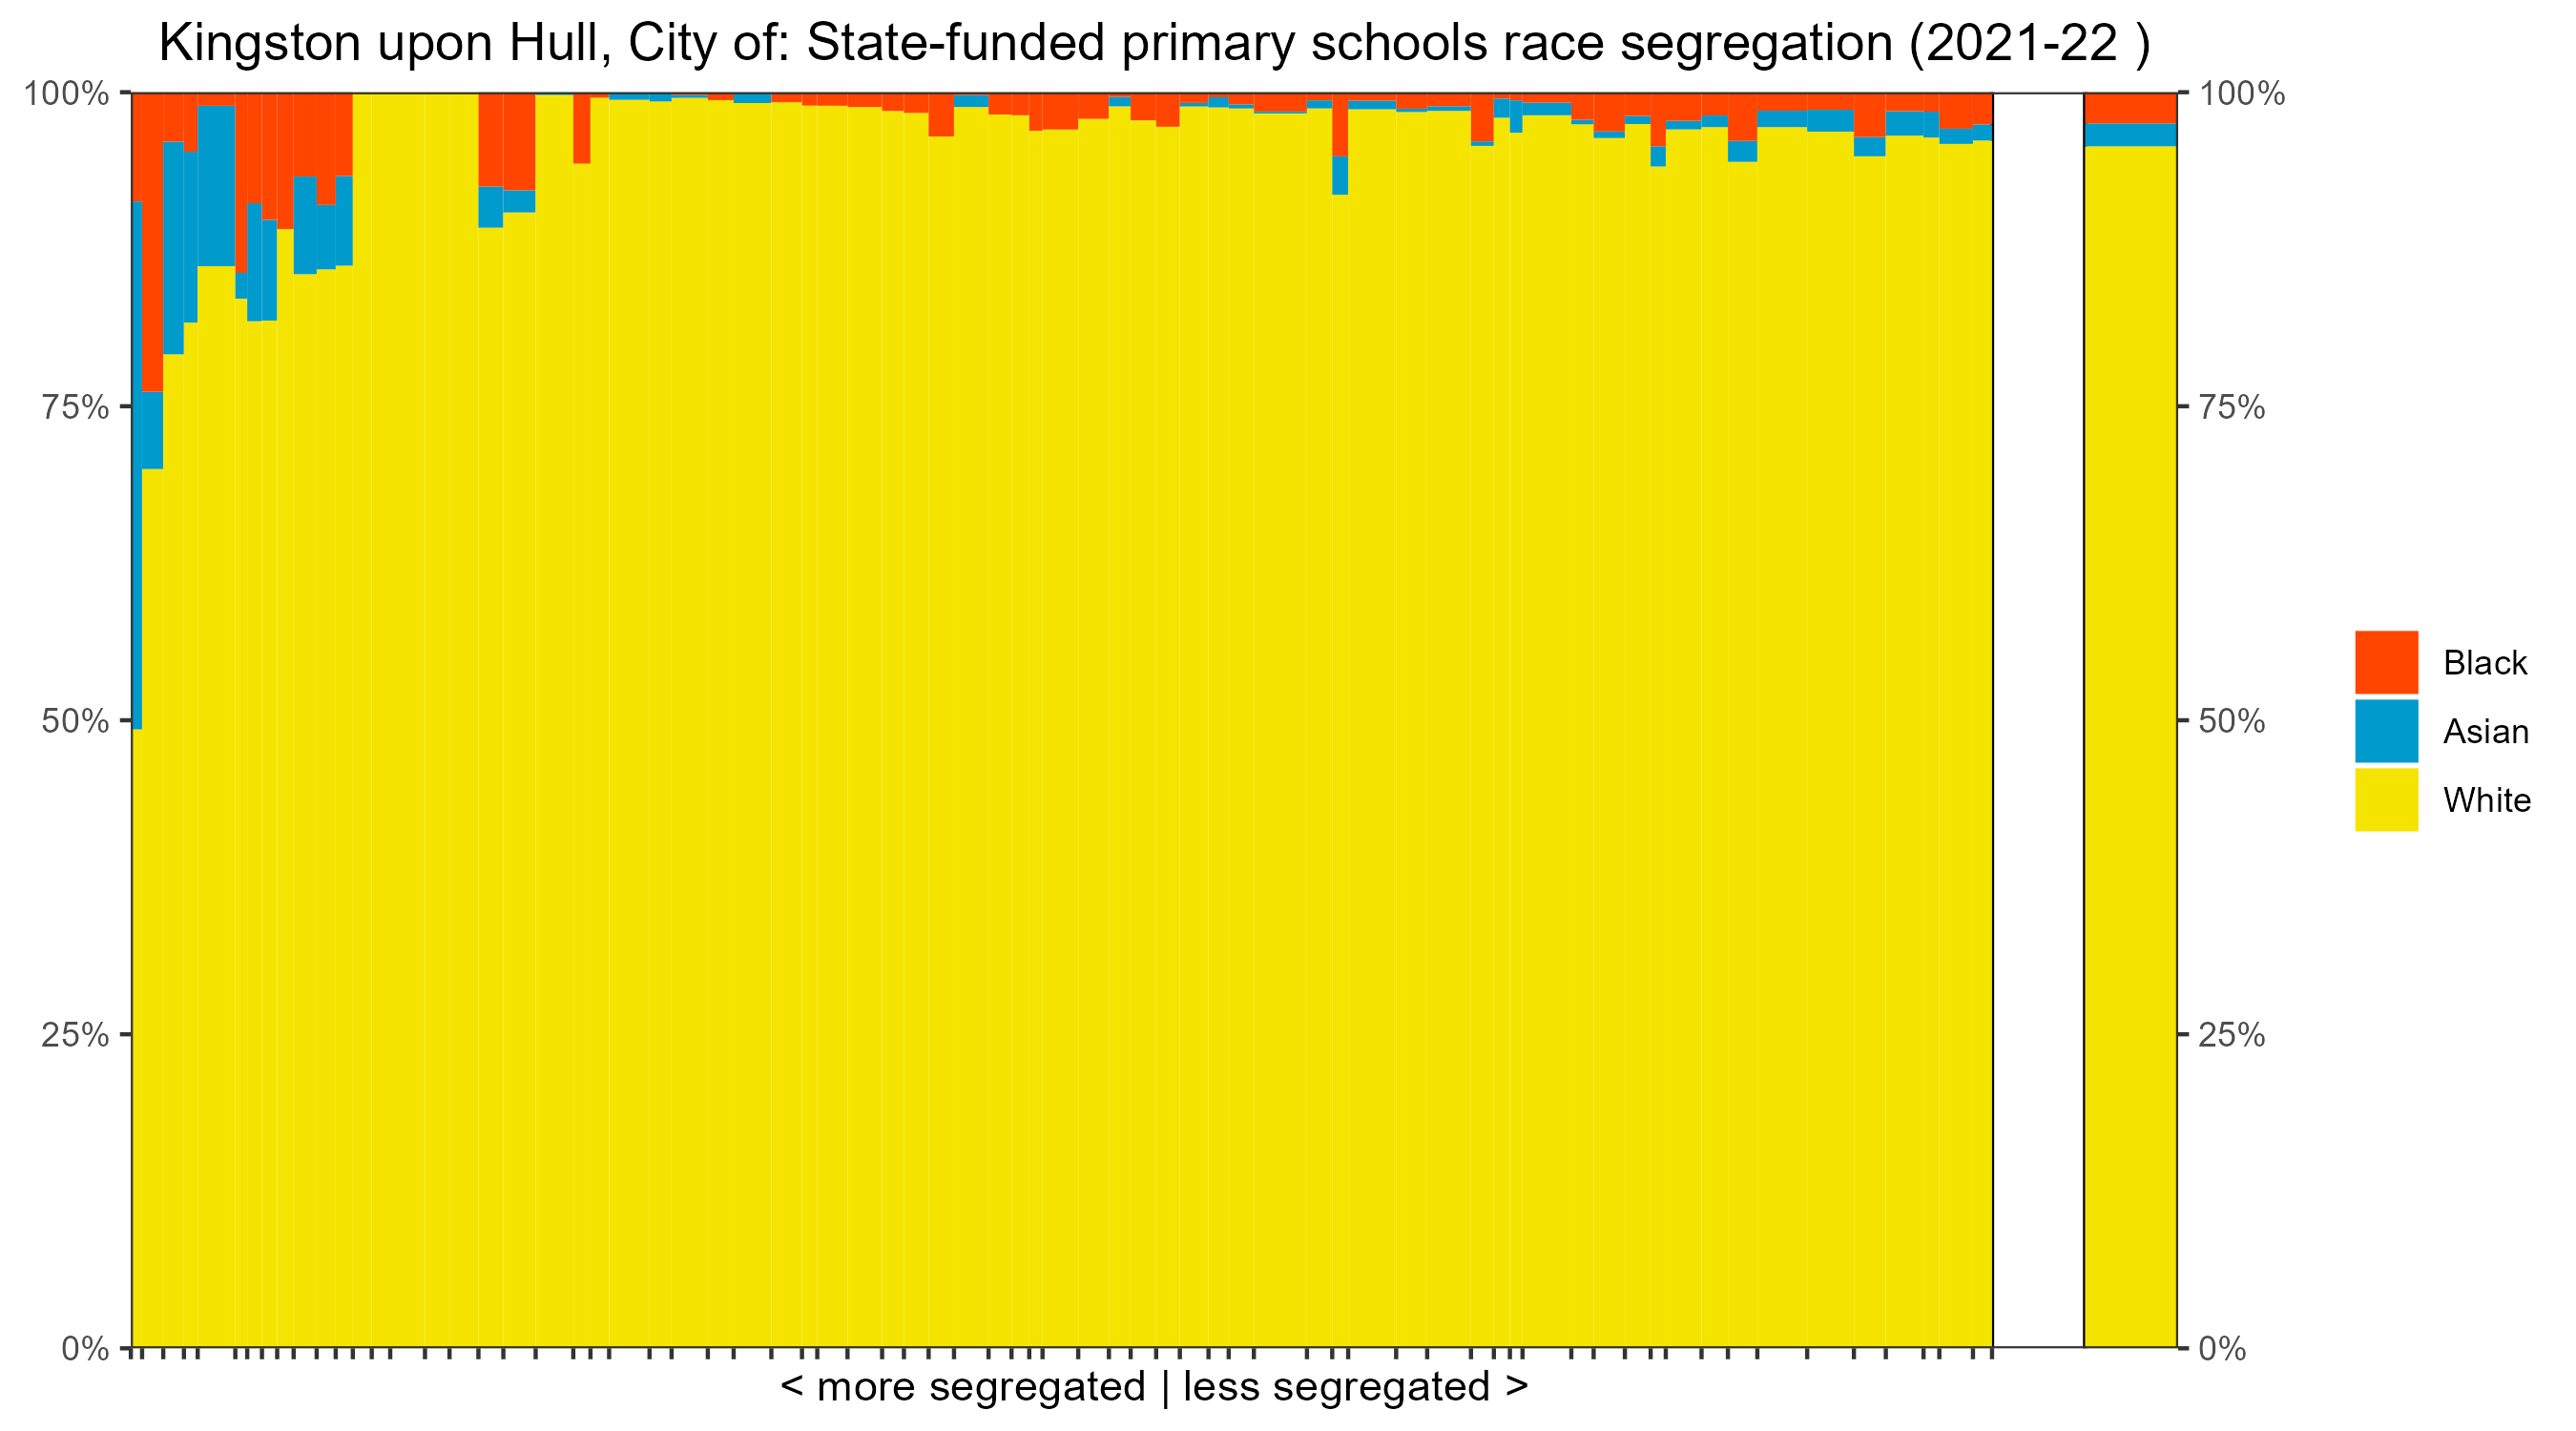 Kingston upon Hull, City of: State-funded primary schools race segregation (2021-22 )
100%
75%
50%
25%
0%
100%
75%
50%
25%
0%
Black
Asian
White
< more segregated | less segregated >